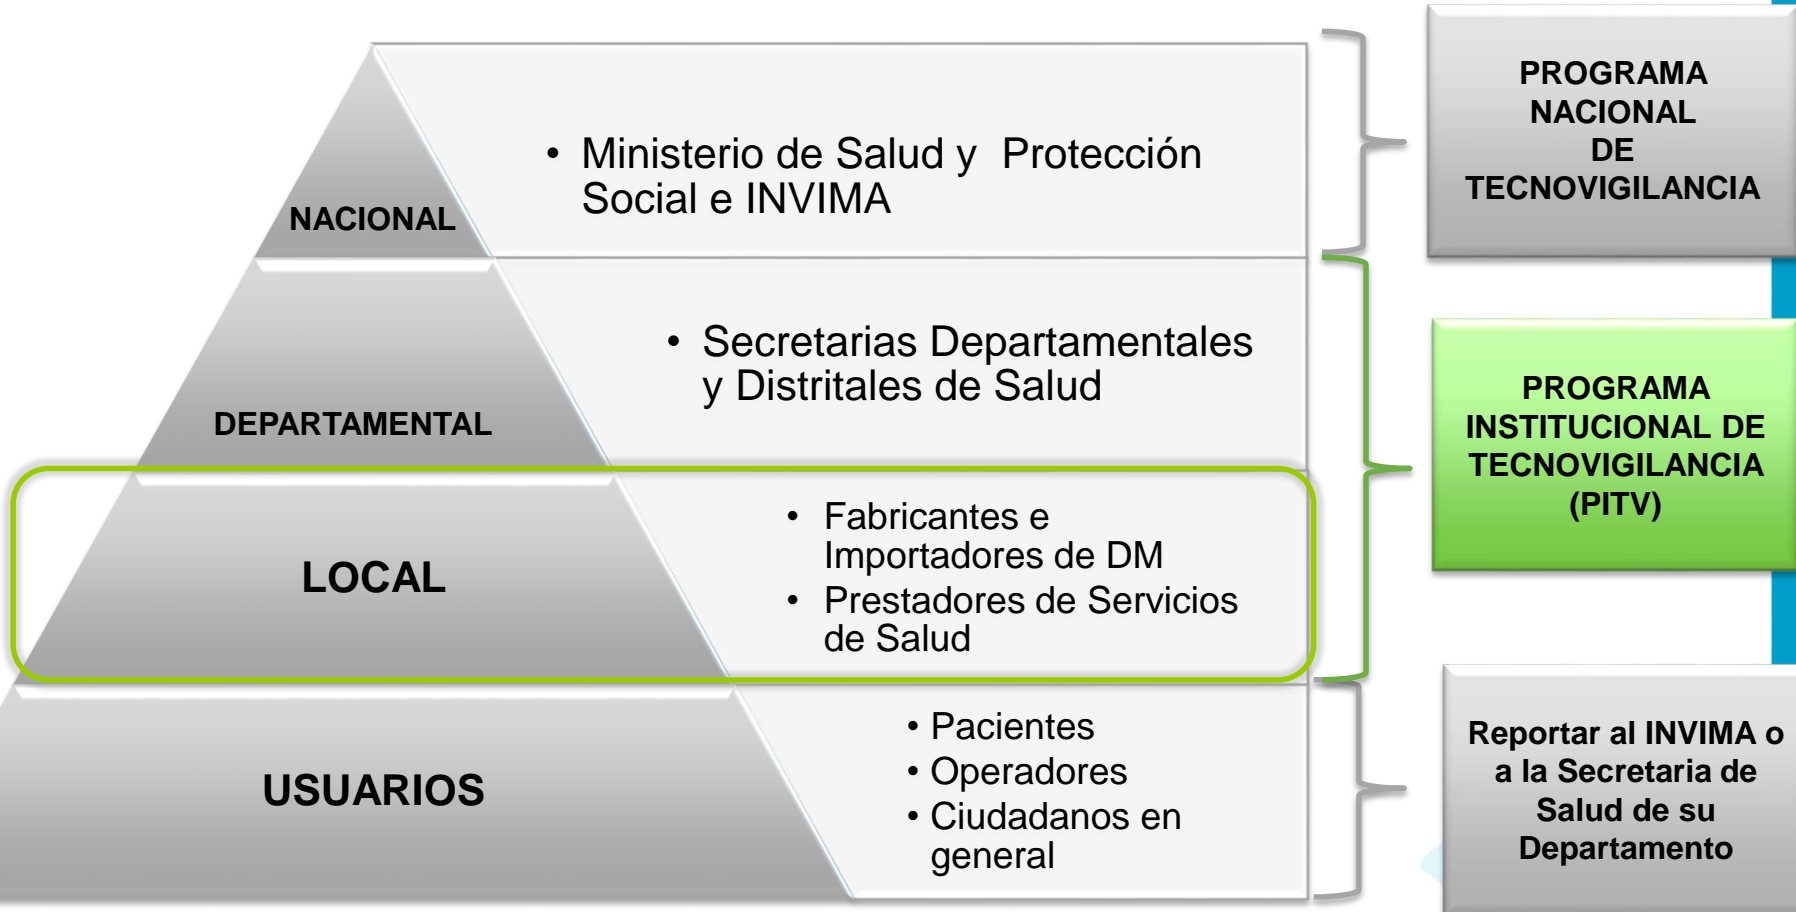 NACIONAL
• Ministerio de Salud y Protección
Social e INVIMA
PROGRAMA
NACIONAL
DE
TECNOVIGILANCIA
DEPARTAMENTAL
• Secretarias Departamentales
y Distritales de Salud
PROGRAMA
INSTITUCIONAL DE
TECNOVIGILANCIA
(PITV)
LOCAL
• Fabricantes e
Importadores de DM
• Prestadores de Servicios
de Salud
USUARIOS
• Pacientes
• Operadores
• Ciudadanos en
general
Reportar al INVIMA o
a la Secretaria de
Salud de su
Departamento